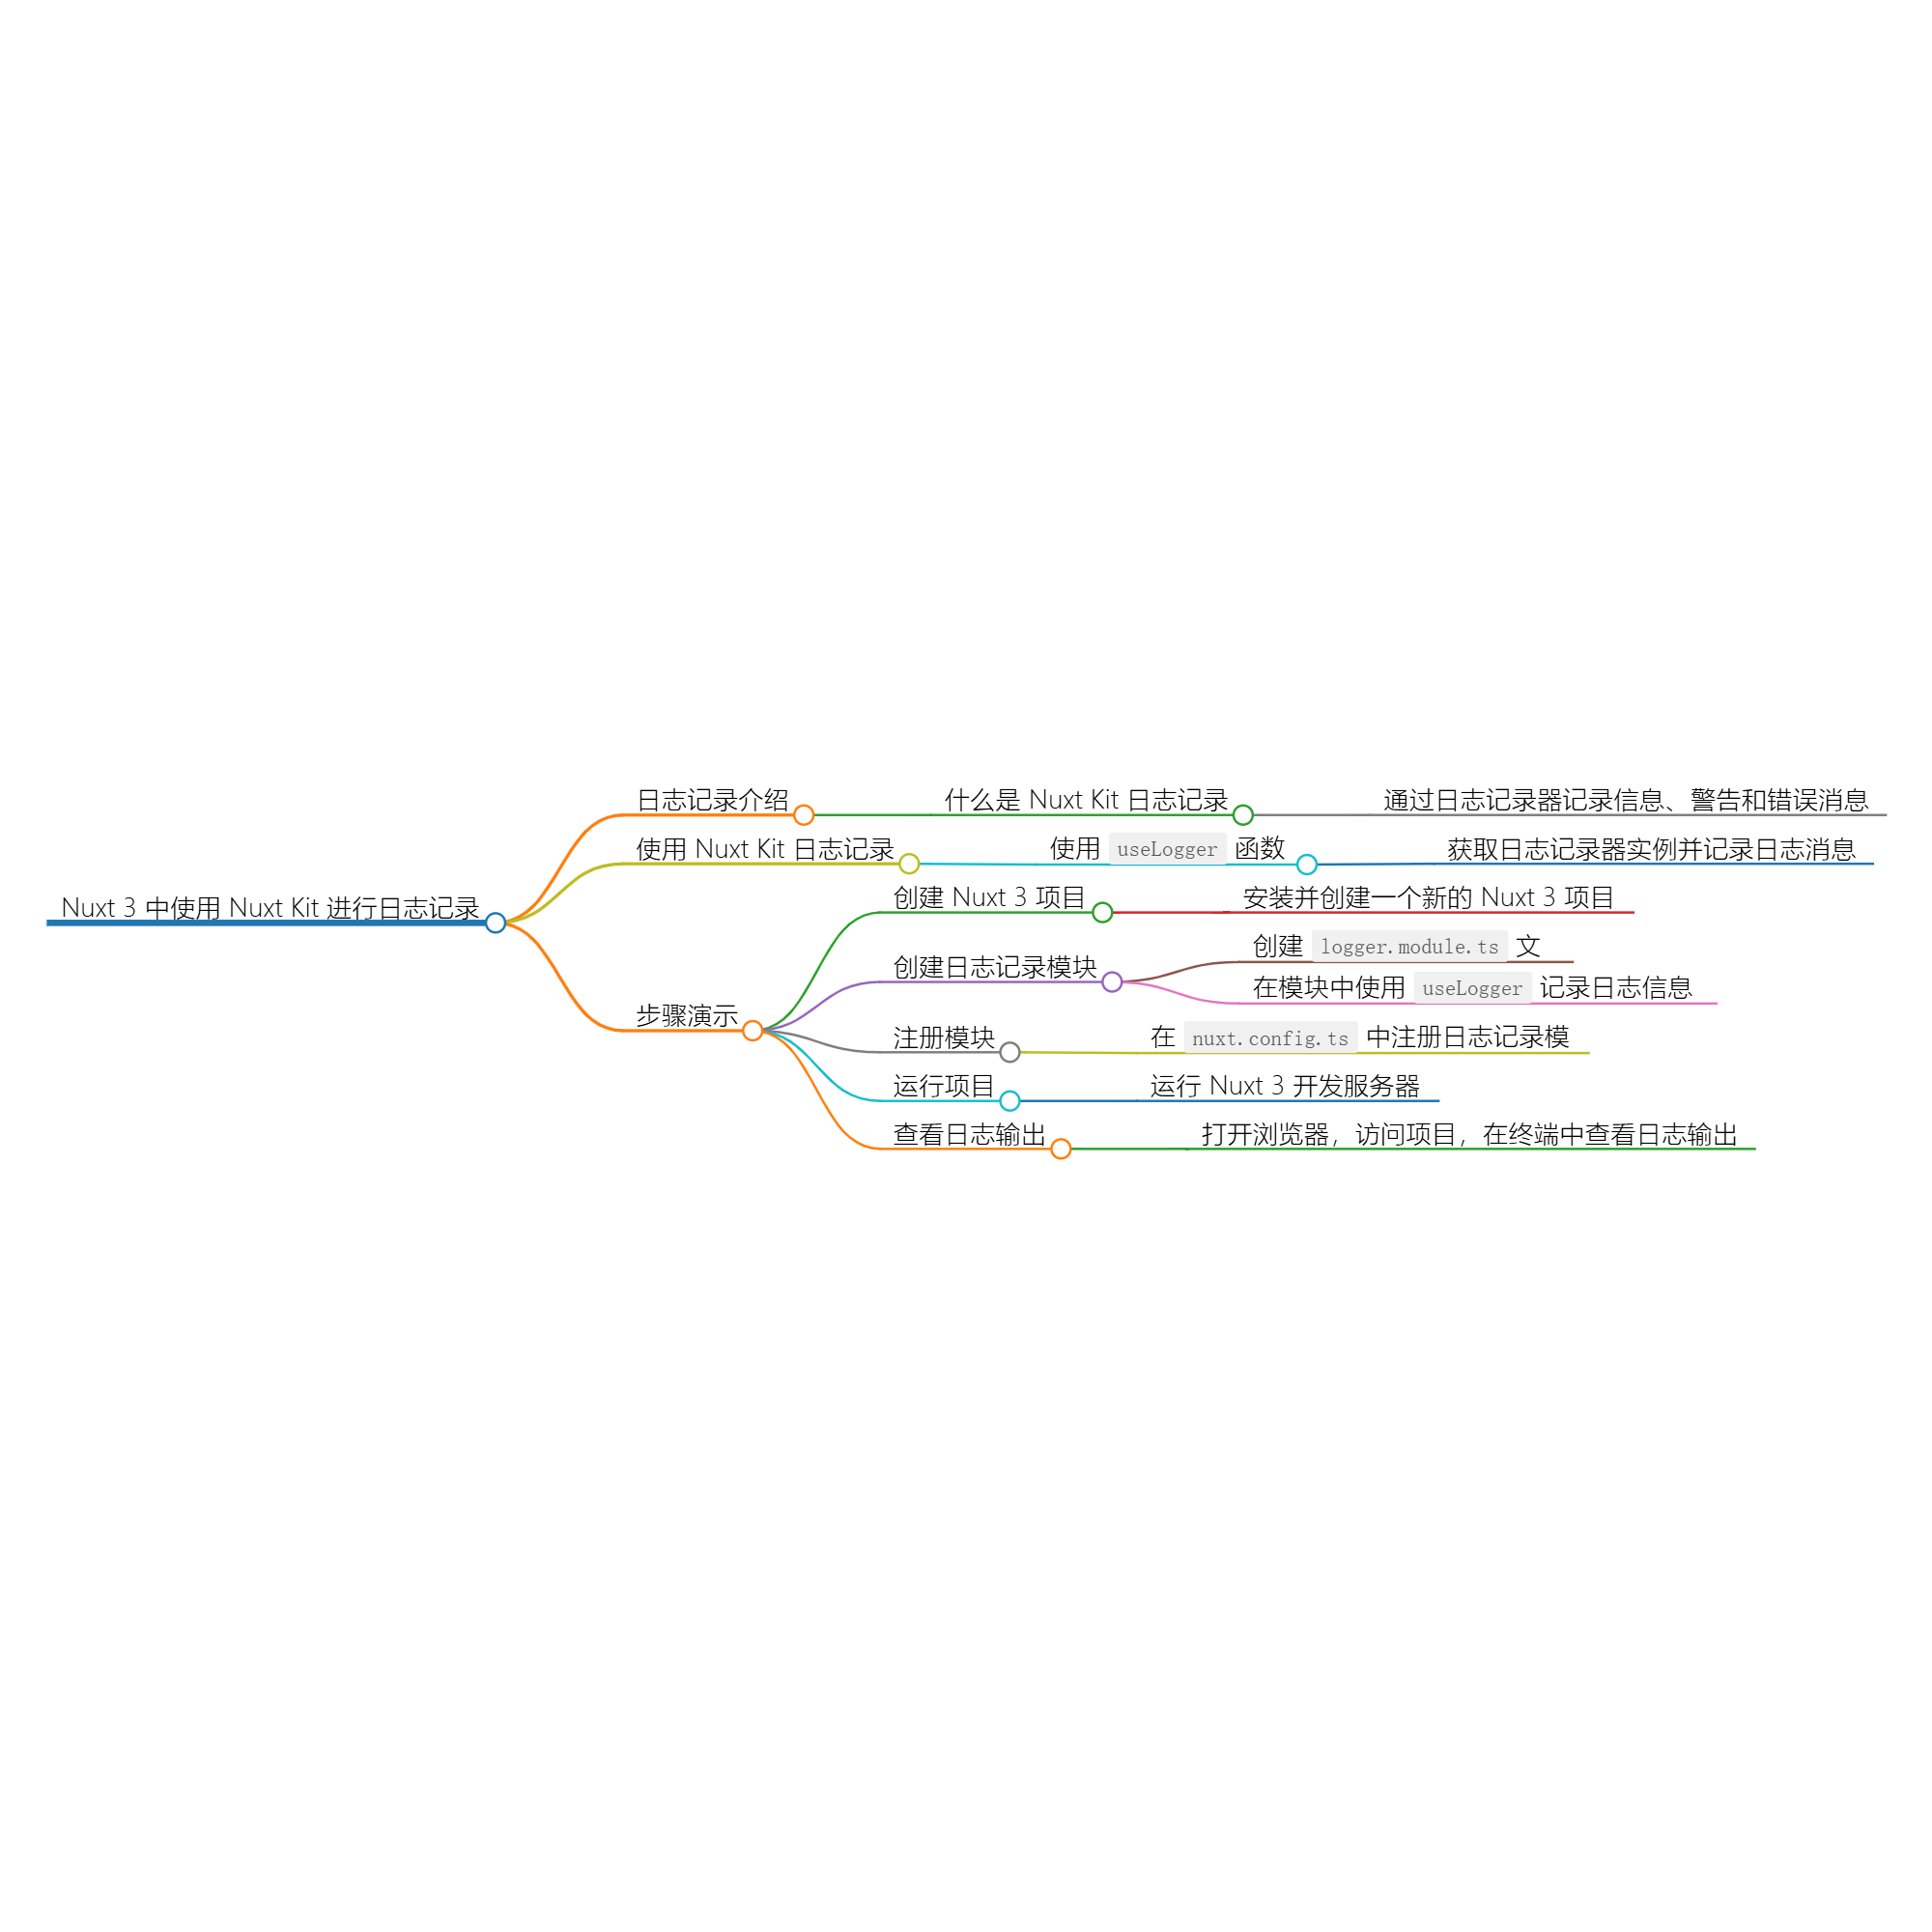 Nuxt 3 中使用 Nuxt Kit 进行日志记录
日志记录介绍
什么是 Nuxt Kit 日志记录
通过日志记录器记录信息、警告和错误消息
使用 Nuxt Kit 日志记录
使用 useLogger 函数
获取日志记录器实例并记录日志消息
步骤演示
创建 Nuxt 3 项目
安装并创建一个新的 Nuxt 3 项目
创建日志记录模块
创建 logger.module.ts 文
在模块中使用 useLogger 记录日志信息
注册模块
在 nuxt.config.ts 中注册日志记录模
运行项目
运行 Nuxt 3 开发服务器
查看日志输出
打开浏览器，访问项目，在终端中查看日志输出